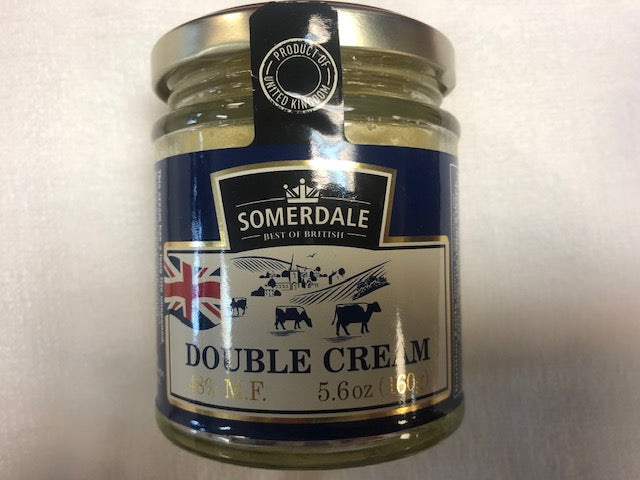 PRODUCT OF
UNITED KINGDOM
SOMERDALE
BEST OF BRITISH
DOUBLE CREAM
48% M.F. 5.6oz (160g)